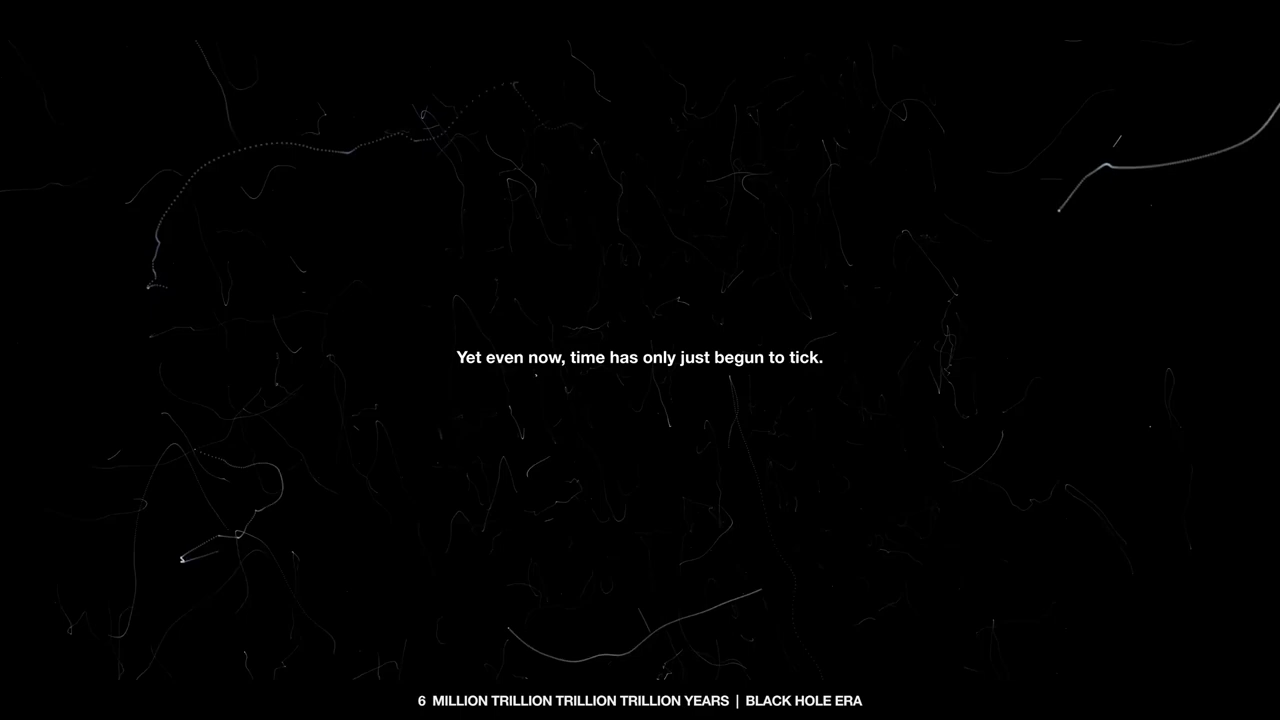 Yet even now, time has only just begun to tick.
6 MILLION TRILLION TRILLION TRILLION YEARS | BLACK HOLE ERA